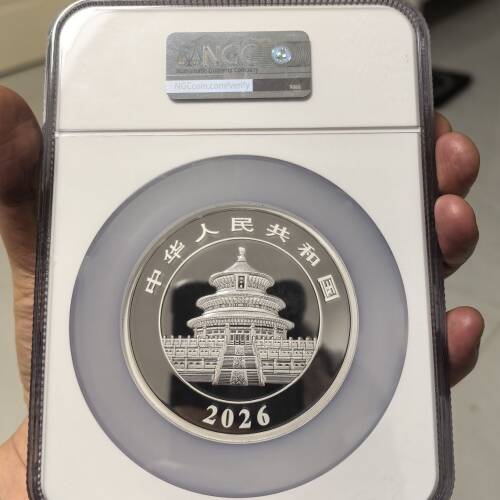 NGC
Numismatic Guaranty Company
NGCcoin.com/verify
中华人民共和国
2026